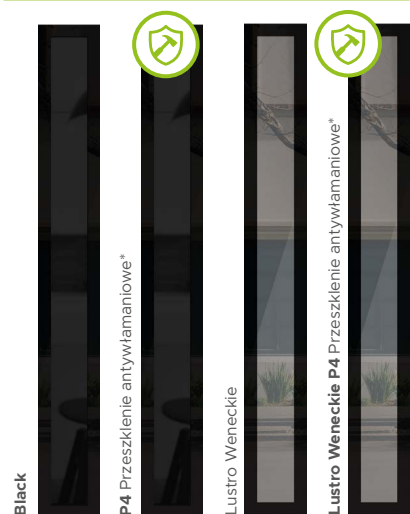 Black
P4 Przeszklenie antywłamaniowe*
Lustro Weneckie
Lustro Weneckie P4 Przeszklenie antywłamaniowe*